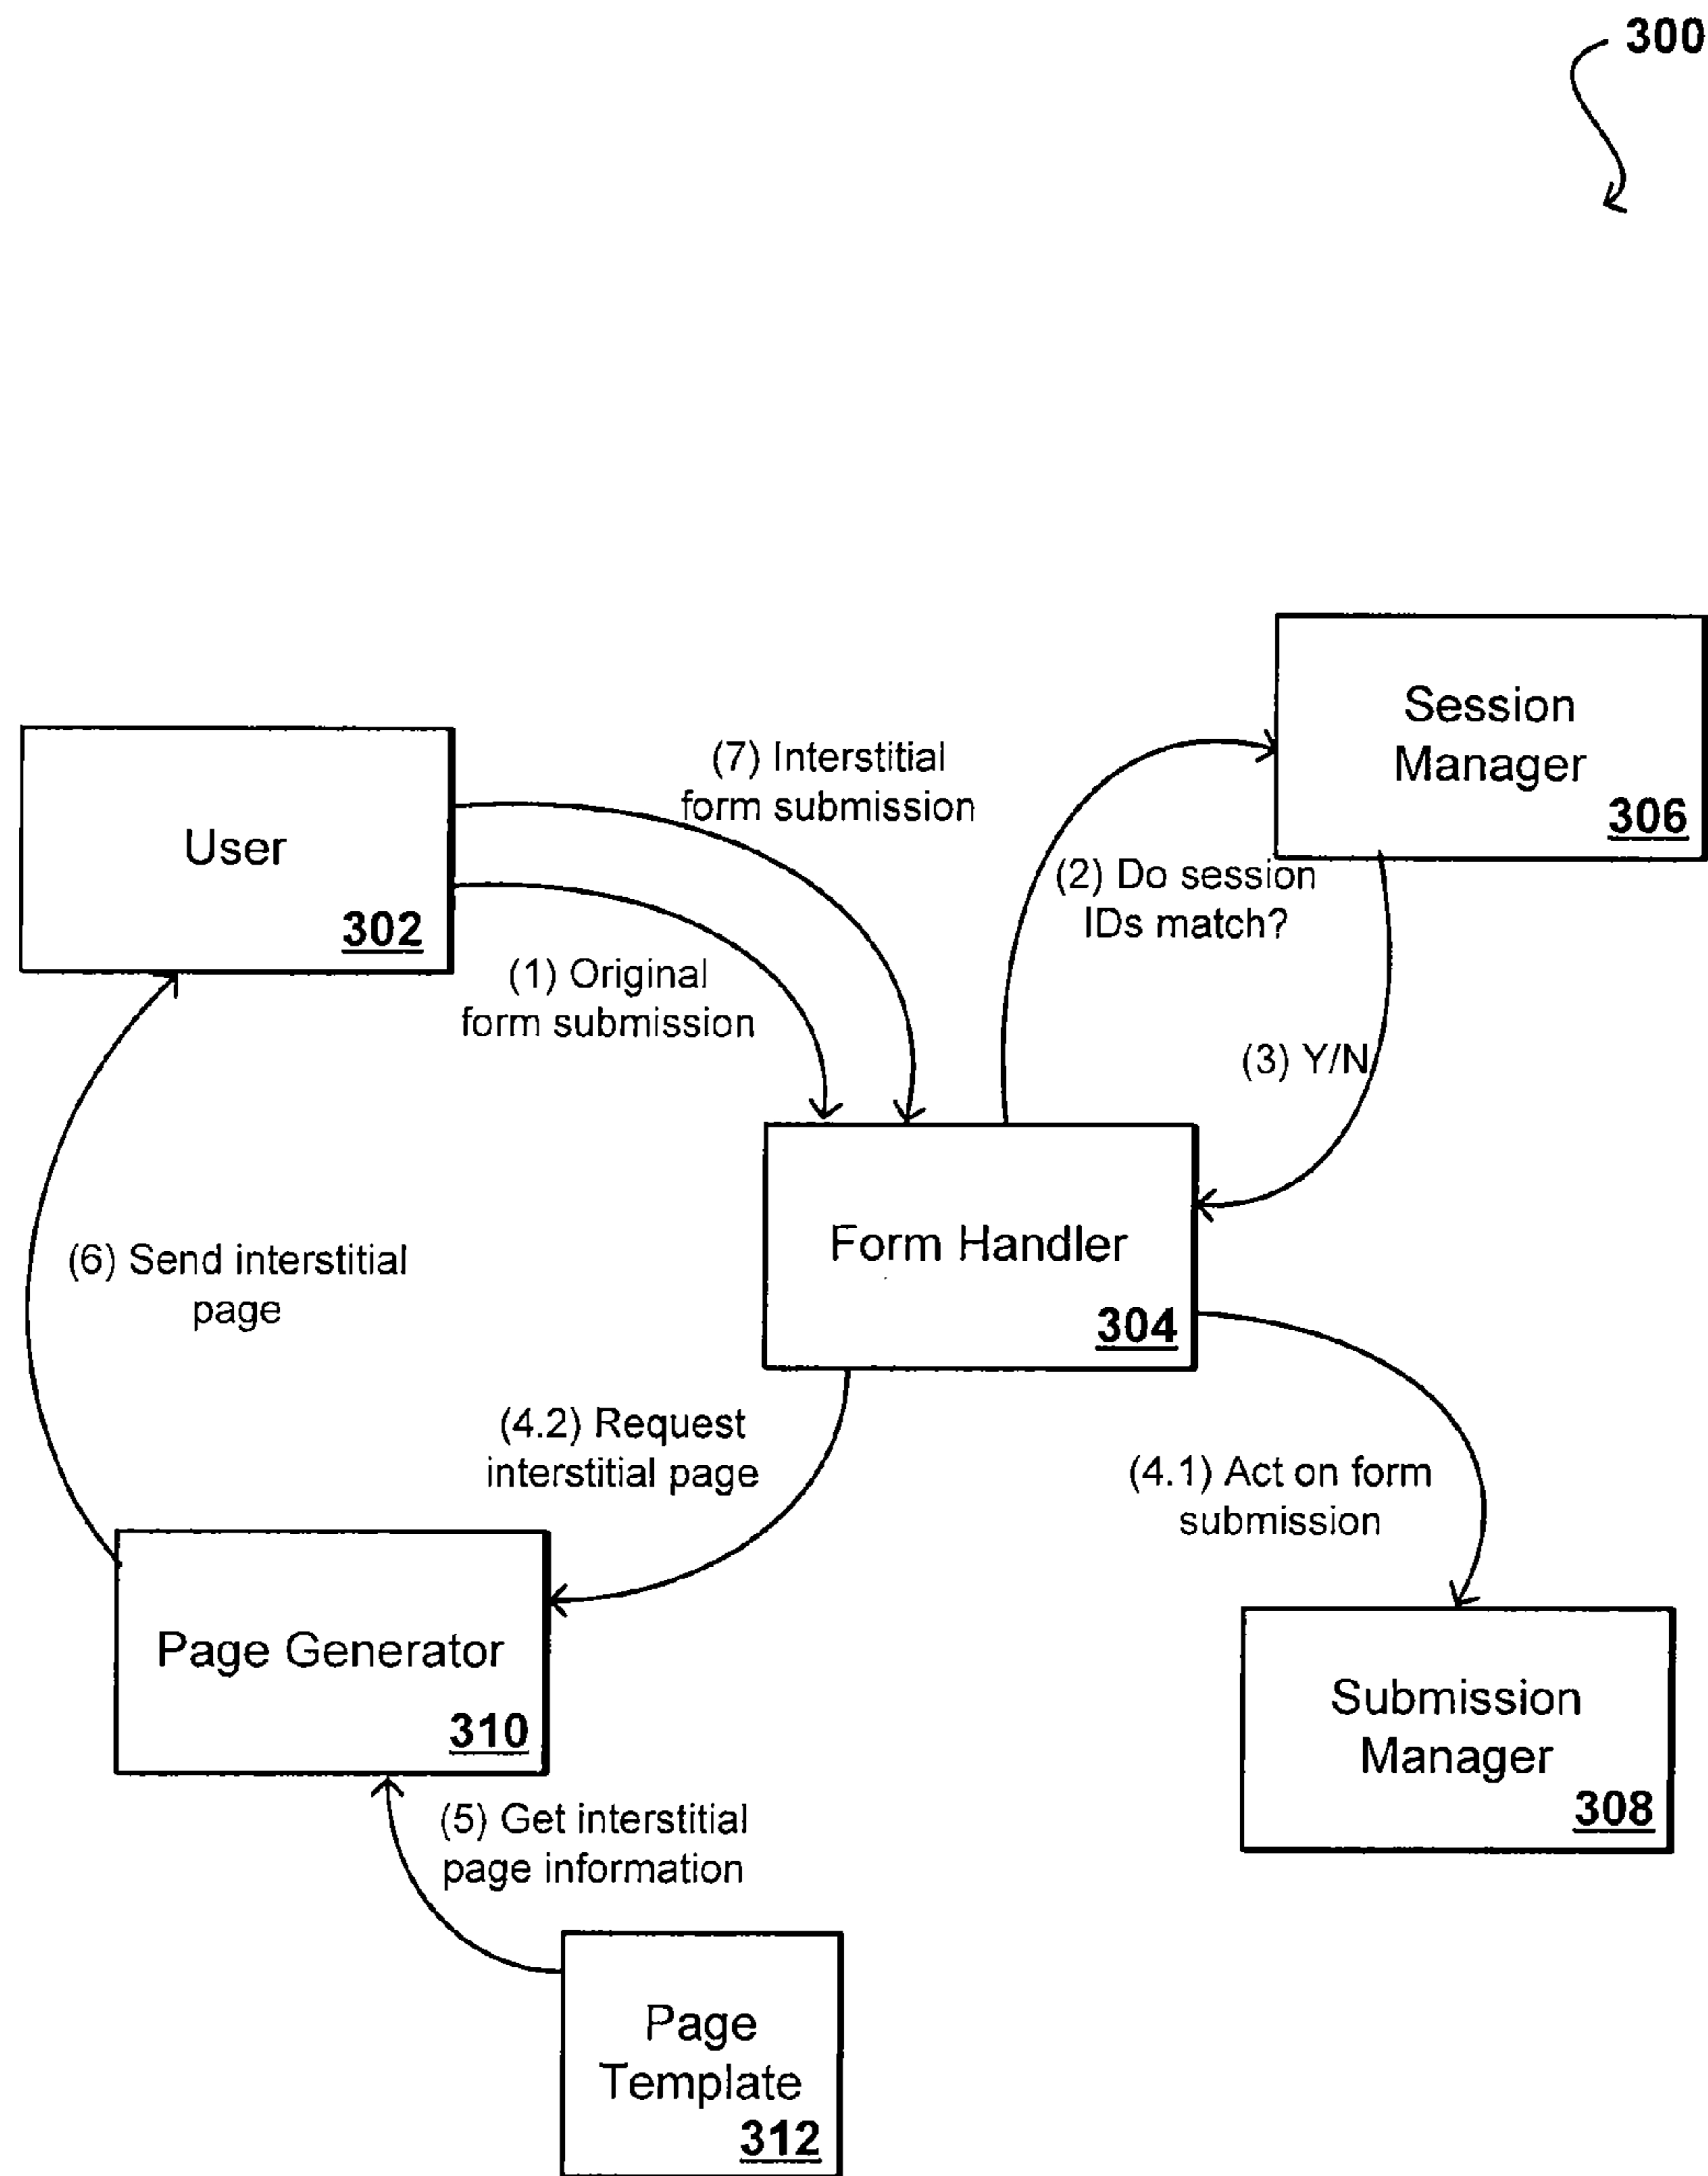 300
Session
Manager
306
(7) Interstitial
form submission
User
302
(2) Do session
IDs match?
(1) Original
form submission
(3) Y/N
Form Handler
304
(6) Send interstitial
page
(4.2) Request
interstitial page
(4.1) Act on form
submission
Page Generator
310
Submission
Manager
308
(5) Get interstitial
page information
Page
Template
312